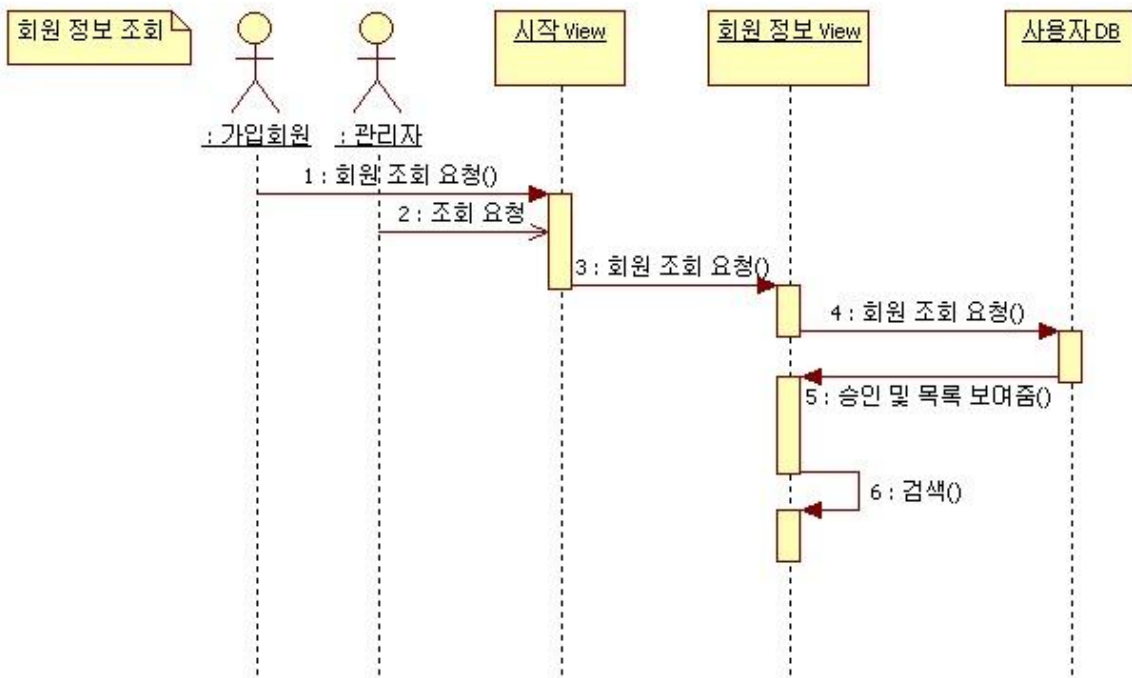 회원 정보 조회
시작 View
회원 정보 View
사용자 DB
: 가입회원
: 관리자
1 : 회원 조회 요청()
2 : 조회 요청
3 : 회원 조회 요청()
4 : 회원 조회 요청()
5 : 승인 및 목록 보여줌()
6 : 검색()